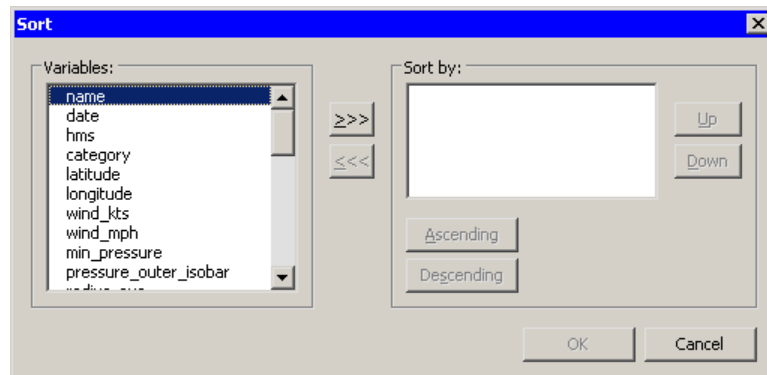 Sort
Variables:
name
date
hms
category
latitude
longitude
wind_kts
wind_mph
min_pressure
pressure_outer_isobar
>>>
<<<
Sort by:
Up
Down
Ascending
Descending
OK
Cancel